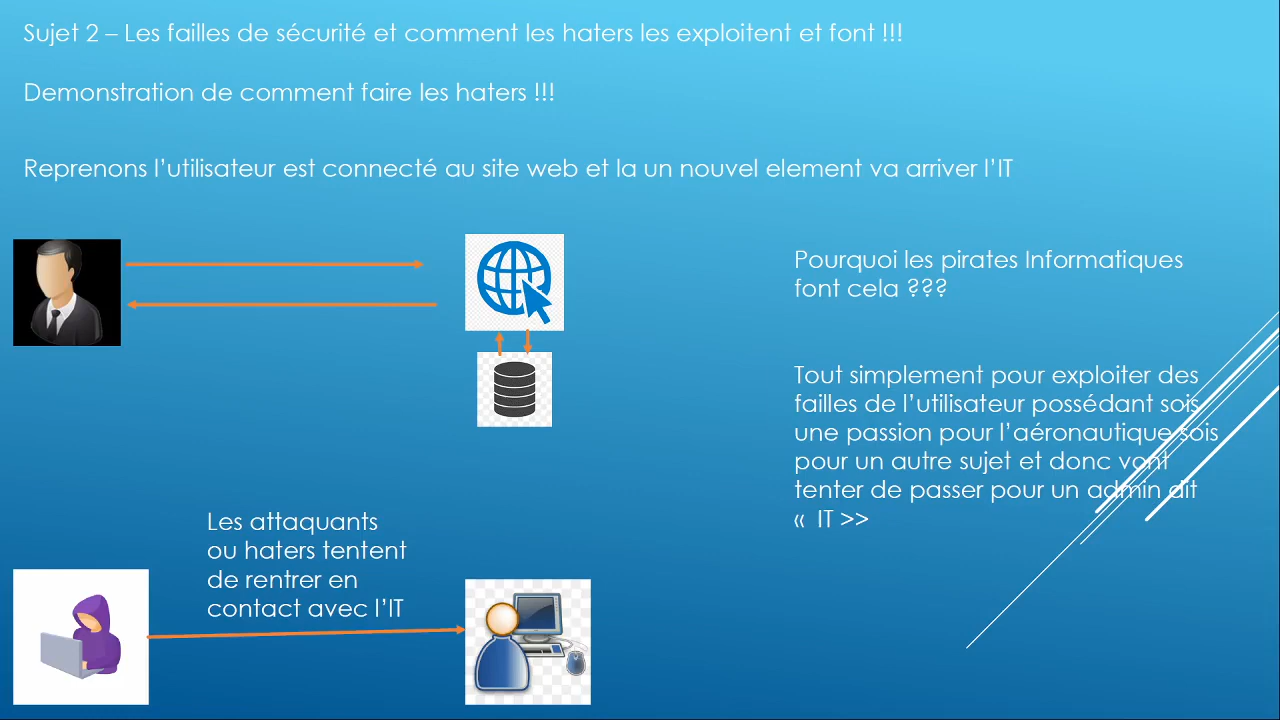 Sujet 2 – Les failles de sécurité et comment les haters les exploitent et font !!!
Demonstration de comment faire les haters !!!
Reprenons l’utilisateur est connecté au site web et la un nouvel element va arriver l’IT
Pourquoi les pirates Informatiques
font cela ???
Tout simplement pour exploiter des
failles de l’utilisateur possédant sois
une passion pour l’aéronautique sois
pour un autre sujet et donc vont
tenter de passer pour un admin dit
«  IT >>
Les attaquants
ou haters tentent
de rentrer en
contact avec l’IT